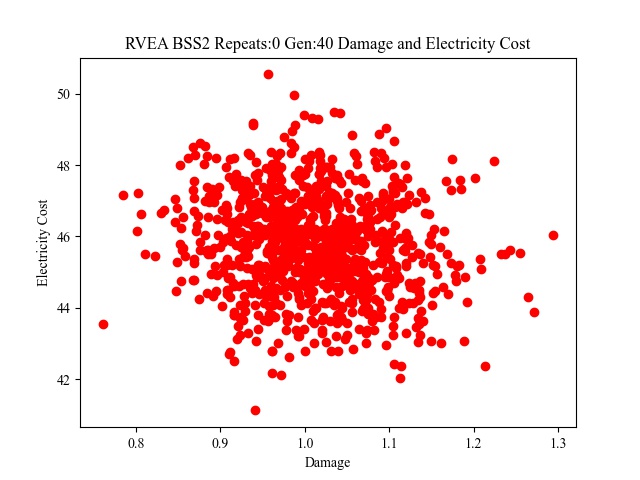 RVEA BSS2 Repeats:0 Gen:40 Damage and Electricity Cost
50
48
46
44
42
Electricity Cost
0.8 0.9 1.0 1.1 1.2 1.3
Damage